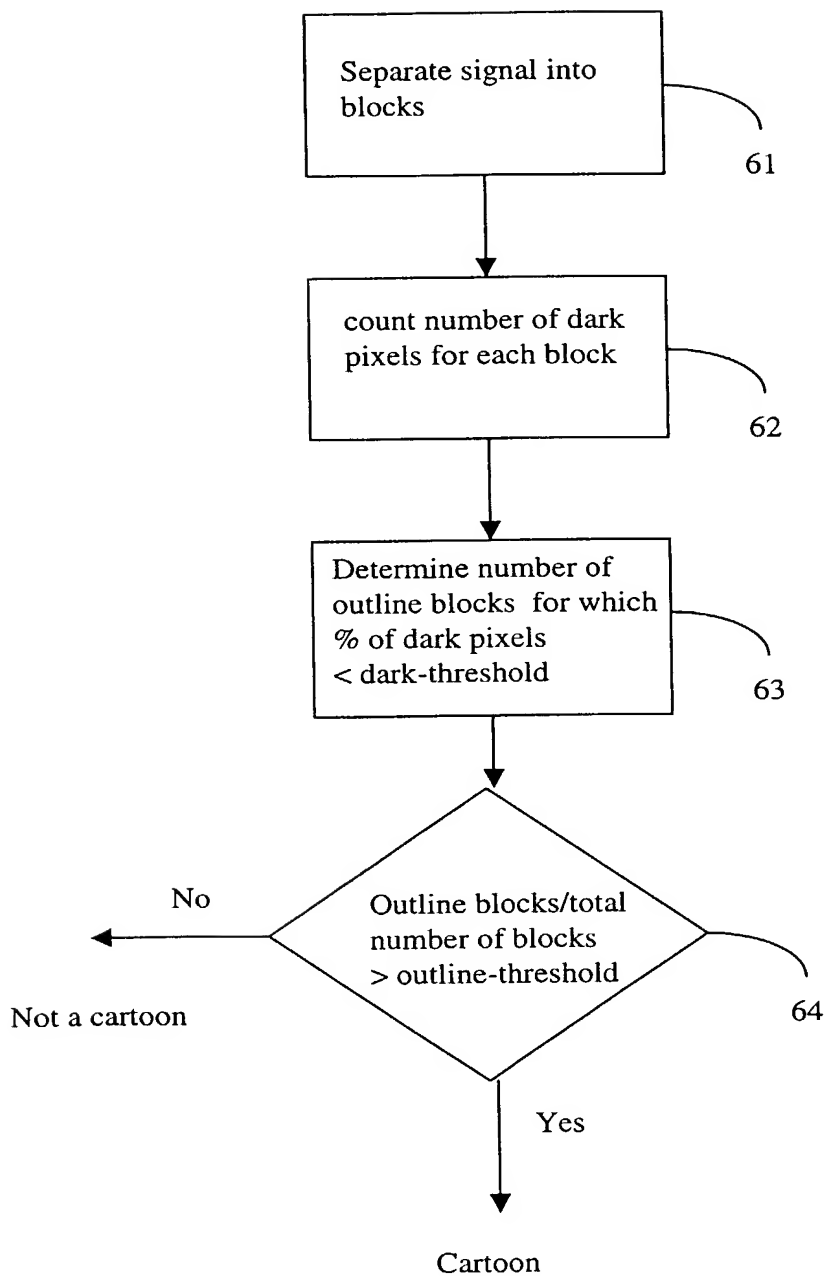 Separate signal into
blocks
61
count number of dark
pixels for each block
62
Determine number of
outline blocks for which
% of dark pixels
< dark-threshold
63
No
Outline blocks/total
number of blocks
> outline-threshold
64
Not a cartoon
Yes
Cartoon